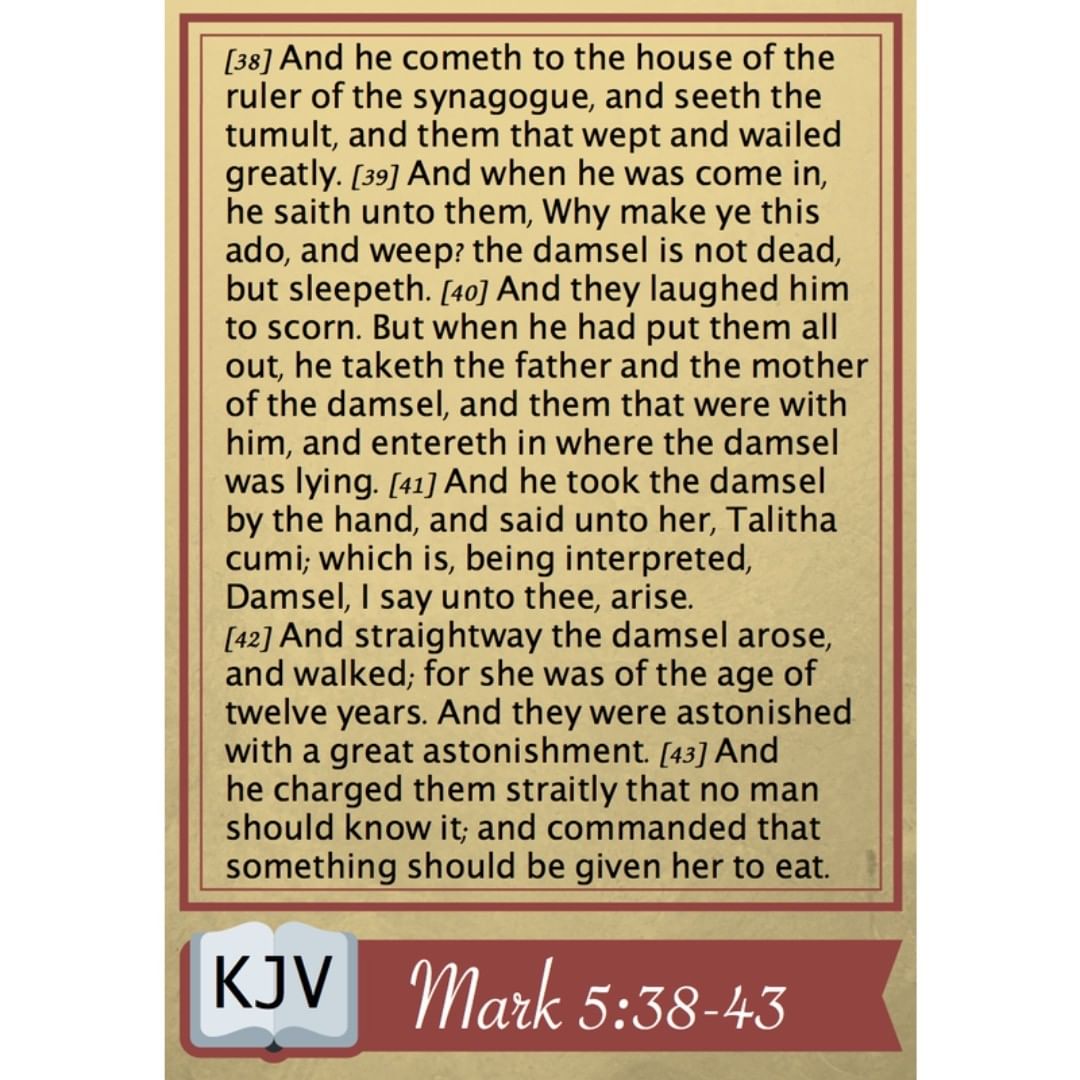 [38] And he cometh to the house of the
ruler of the synagogue, and seeth the
tumult, and them that wept and wailed
greatly. [39] And when he was come in,
he saith unto them, Why make ye this
ado, and weep? the damsel is not dead,
but sleepeth. [40] And they laughed him
to scorn. But when he had put them all
out, he taketh the father and the mother
of the damsel, and them that were with
him, and entereth in where the damsel
was lying. [41] And he took the damsel
by the hand, and said unto her, Talitha
cumi; which is, being interpreted,
Damsel, I say unto thee, arise.
[42] And straightway the damsel arose,
and walked; for she was of the age of
twelve years. And they were astonished
with a great astonishment. [43] And
he charged them straitly that no man
should know it; and commanded that
something should be given her to eat.
KJV
Mark 5:38-43